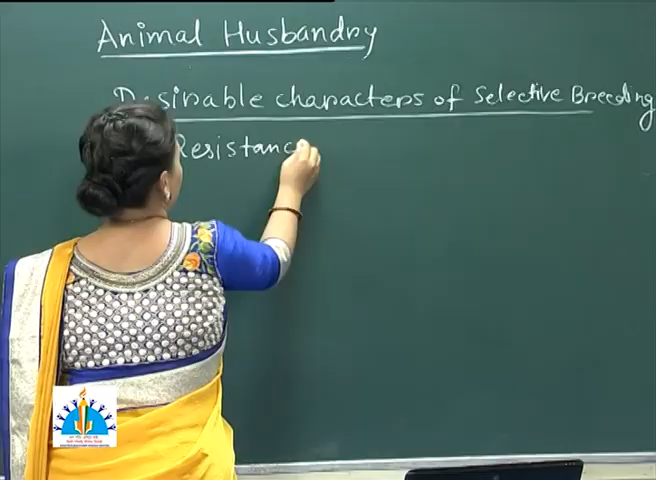 Animal Husbandry
Desirable characters of Selective Breeding
Resistanc